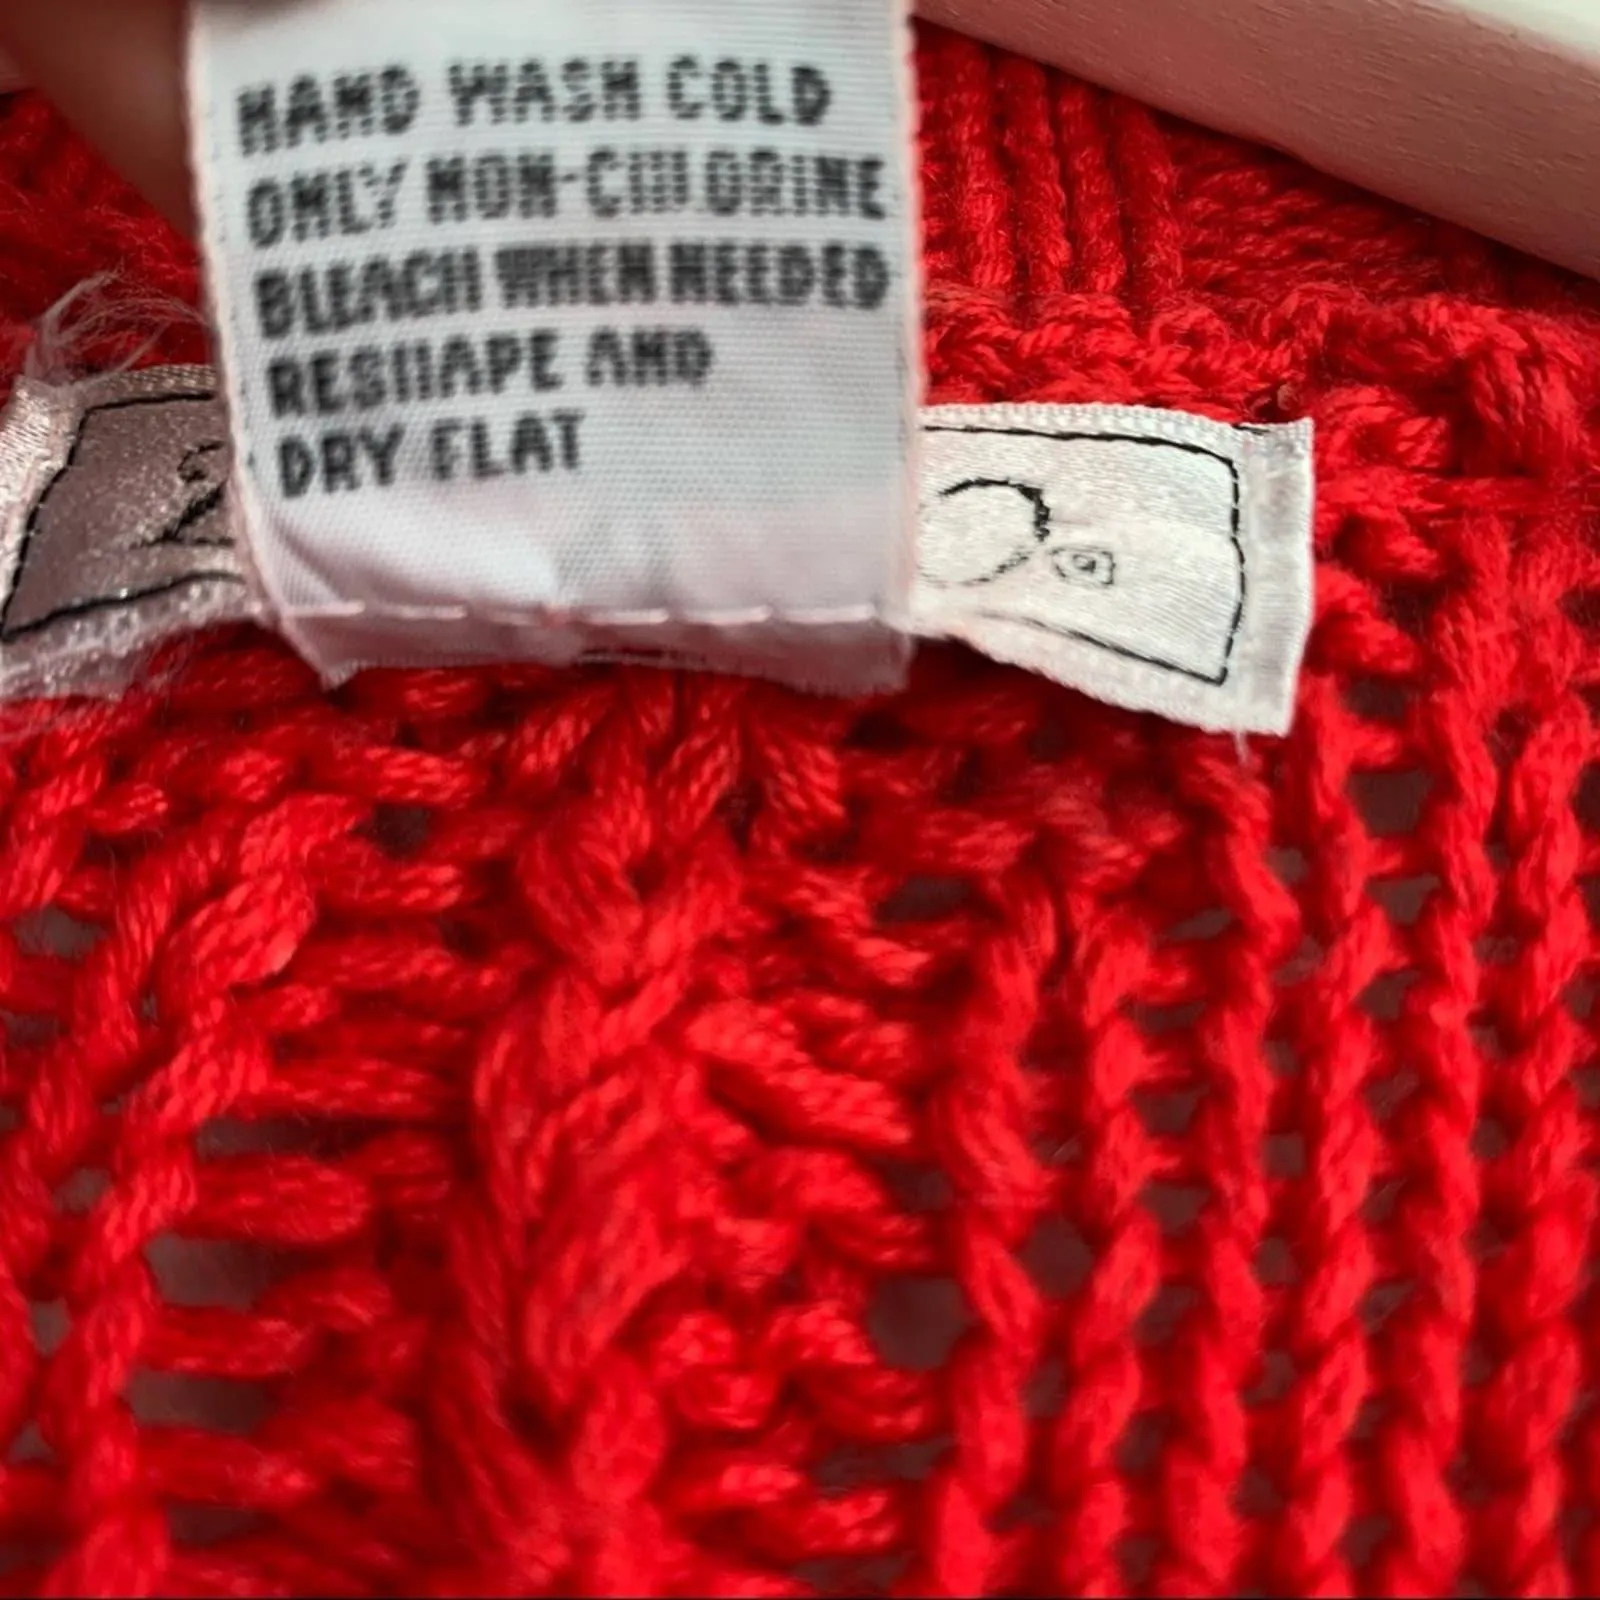 HAND WASH COLD
ONLY NON-CHLORINE
BLEACH WHEN NEEDED
RESHAPE AND
DRY FLAT